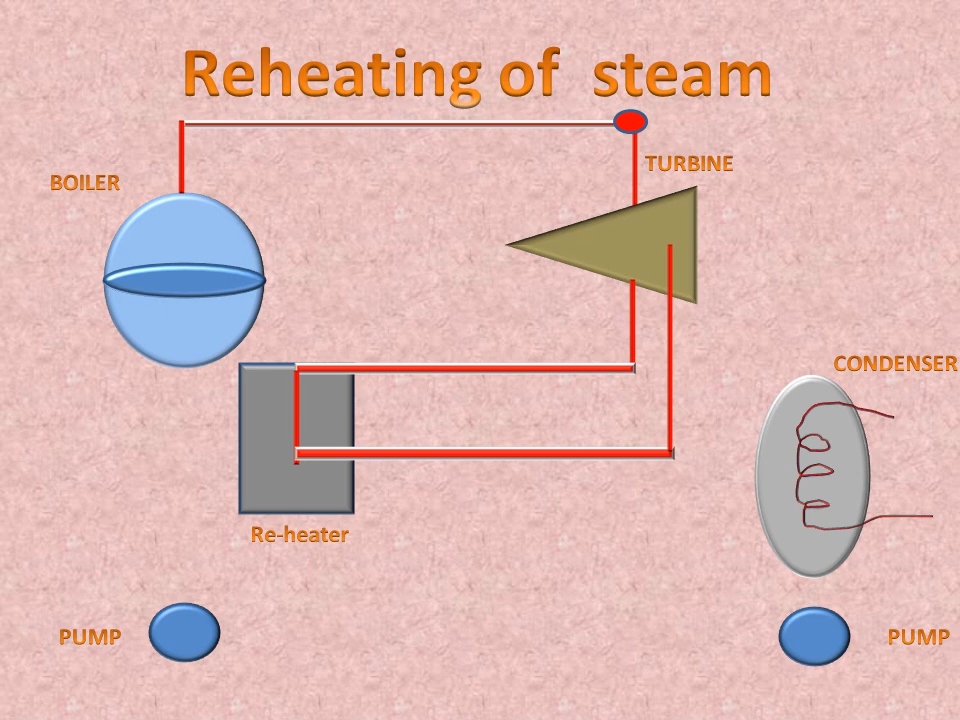 Reheating of steam
TURBINE
BOILER
CONDENSER
Re-heater
PUMP
PUMP